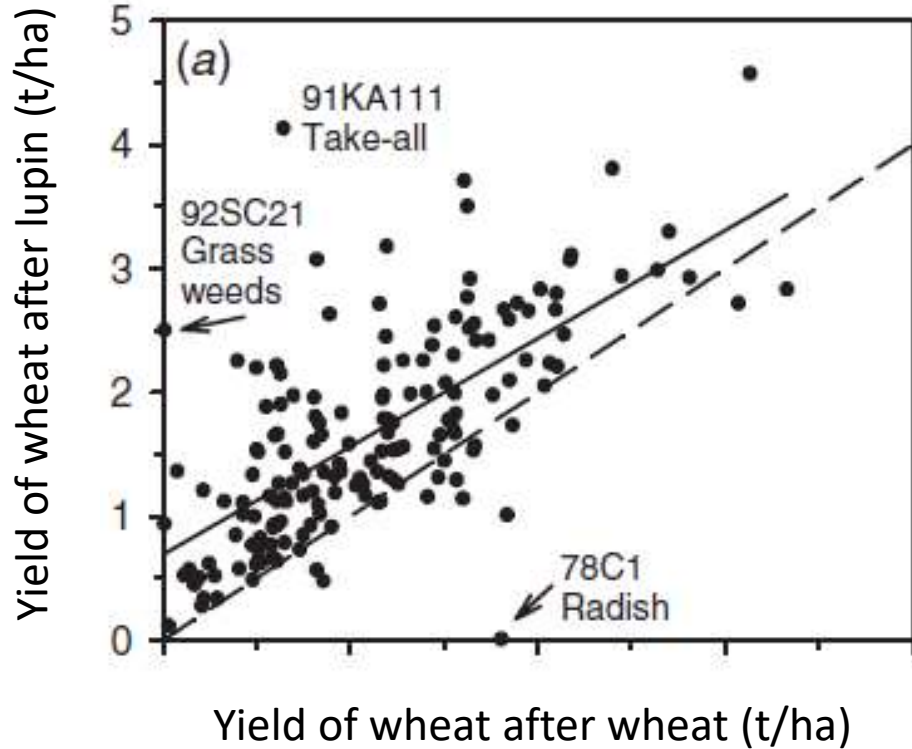 Yield of wheat after lupin (t/ha)
5
4
3
2
1
0
(a)
91KA111
Take-all
92SC21
Grass
weeds
78C1
Radish
Yield of wheat after wheat (t/ha)